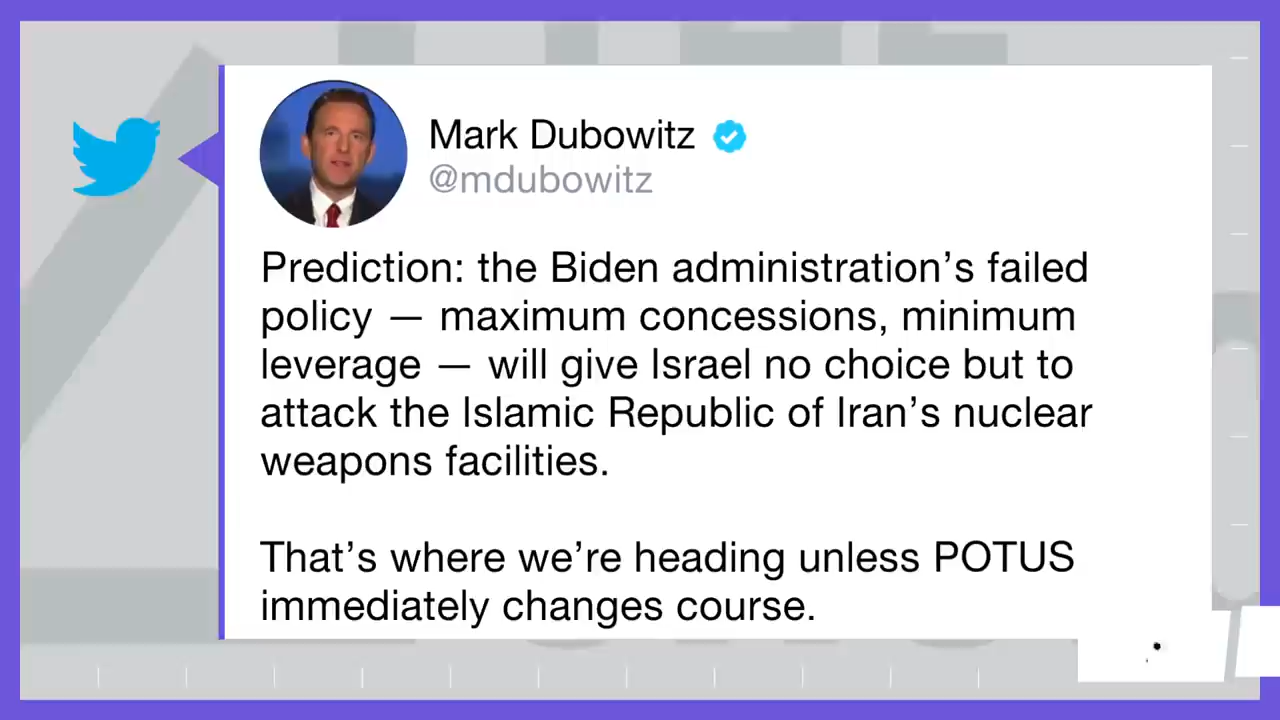 Mark Dubowitz
@mdubowitz
Prediction: the Biden administration’s failed
policy — maximum concessions, minimum
leverage — will give Israel no choice but to
attack the Islamic Republic of Iran’s nuclear
weapons facilities.
That’s where we’re heading unless POTUS
immediately changes course.